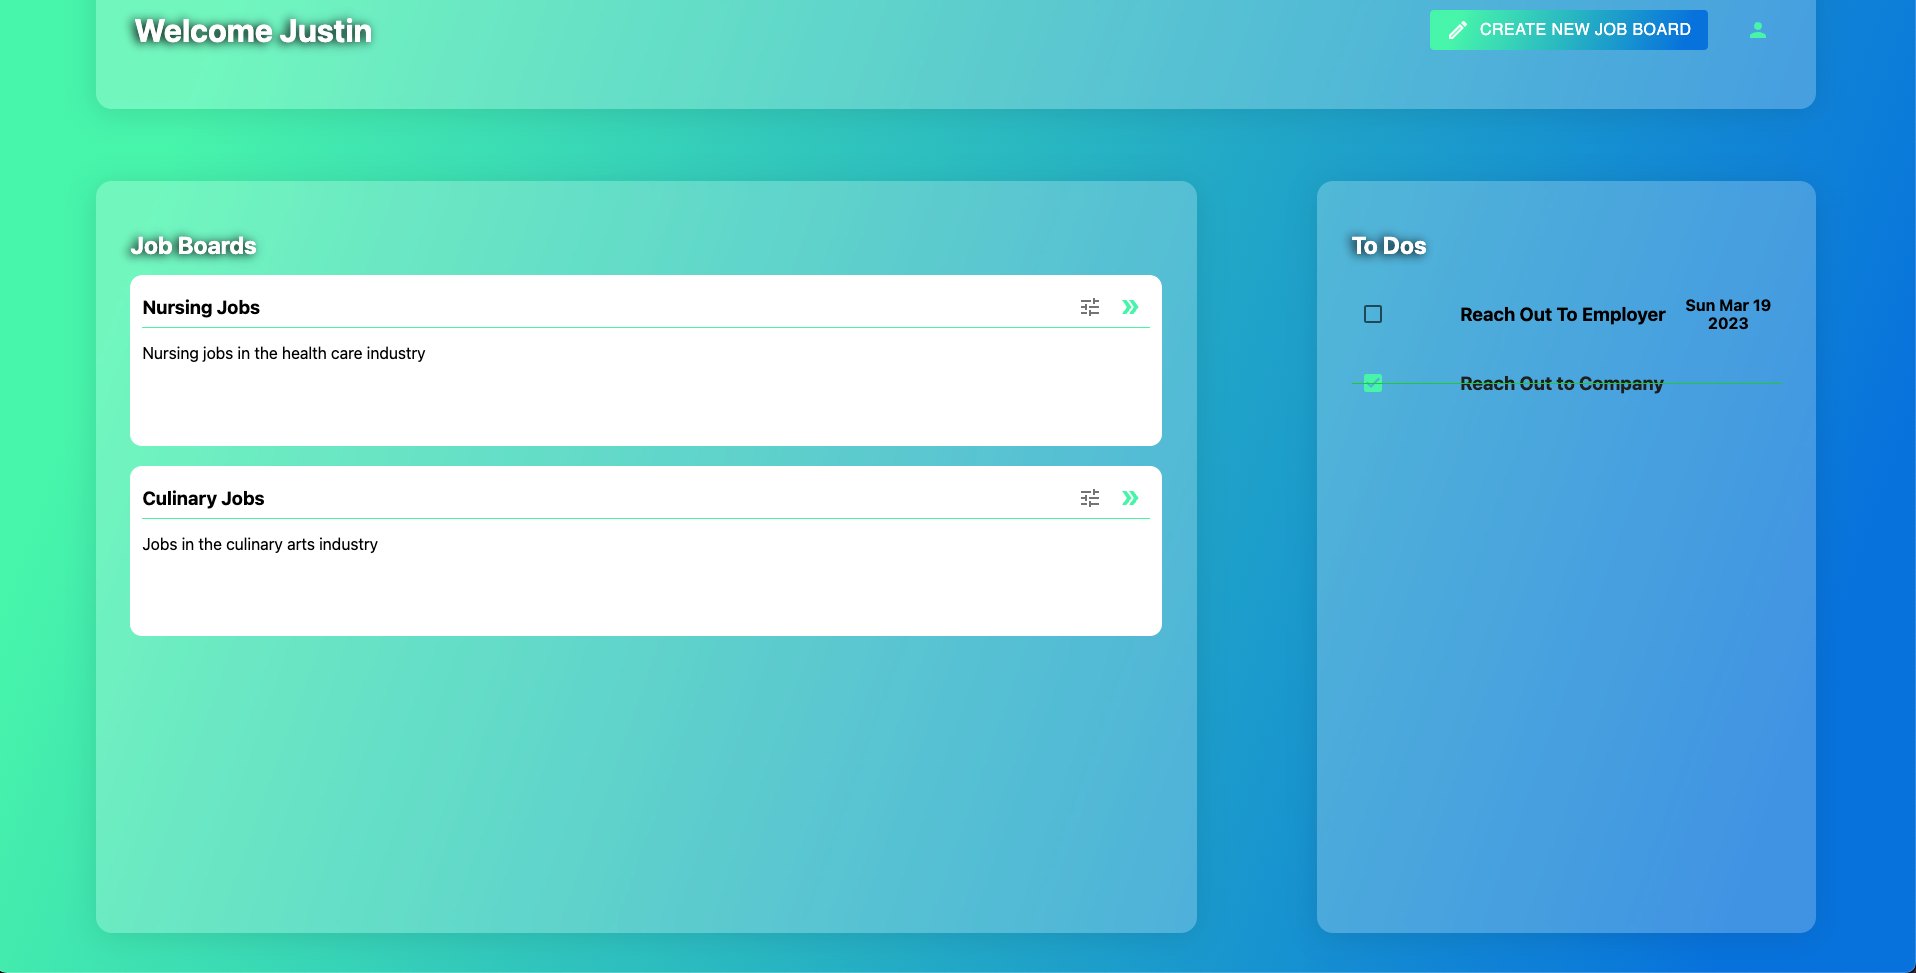 Welcome Justin
CREATE NEW JOB BOARD
Job Boards
Nursing Jobs
Nursing jobs in the health care industry
Culinary Jobs
Jobs in the culinary arts industry
To Dos
Reach Out To Employer
Sun Mar 19
2023
Reach Out to Company